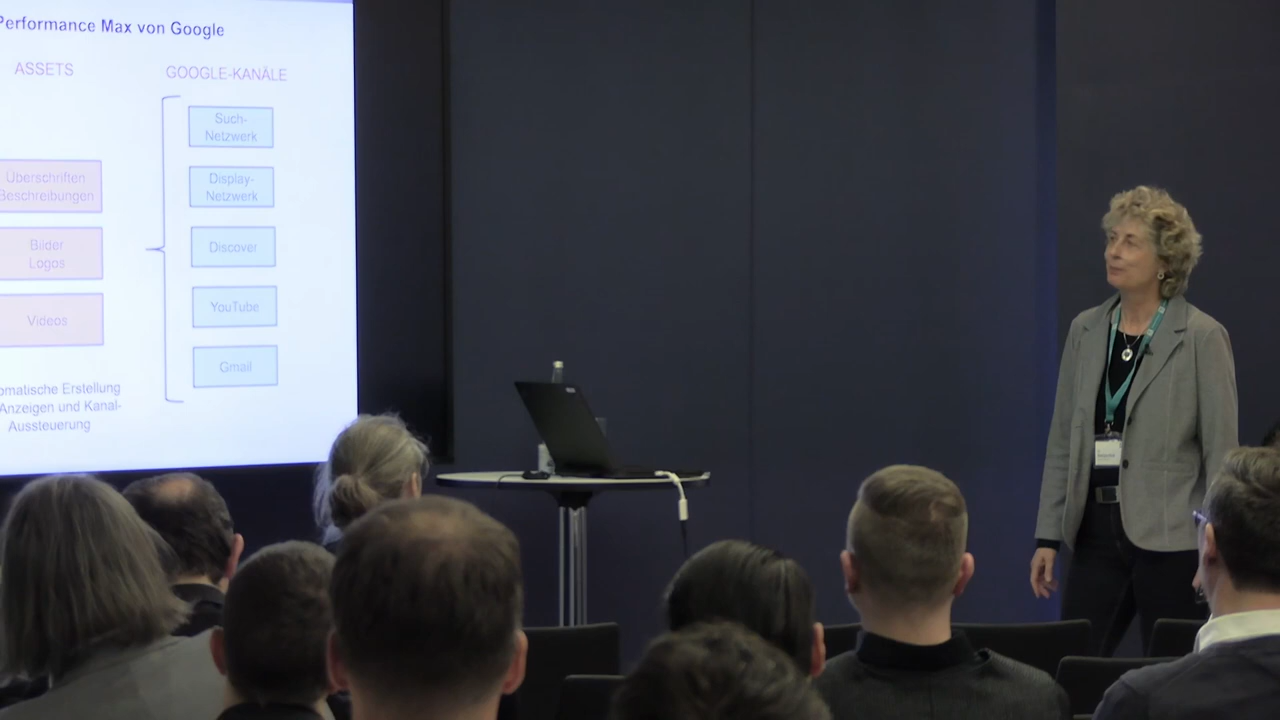 Performance Max von Google
ASSETS
GOOGLE-KANÄLE
Überschriften
Beschreibungen
Bilder
Logos
Videos
Erstellung
Anzeigen und Kanal-
Aussteuerung
Such-
Netzwerk
Display-
Netzwerk
Discover
YouTube
Gmail